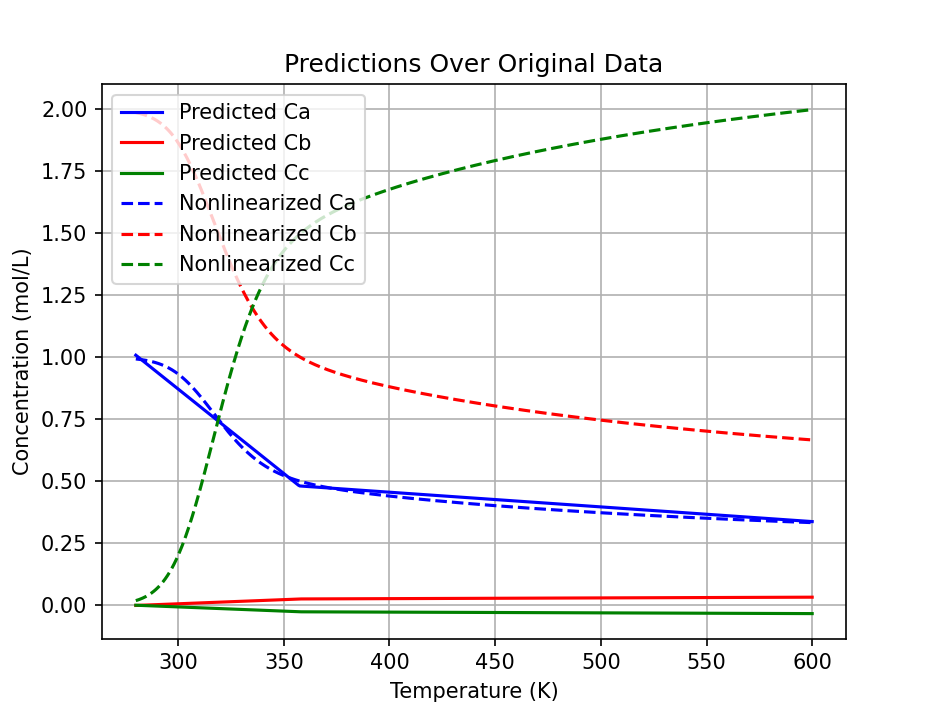 Predictions Over Original Data
2.00
1.75
1.50
1.25
1.00
0.75
0.50
0.25
0.00
Concentration (mol/L)
Predicted Ca
Predicted Cb
Predicted Cc
Nonlinearized Ca
Nonlinearized Cb
Nonlinearized Cc
300 350 400 450 500 550 600
Temperature (K)